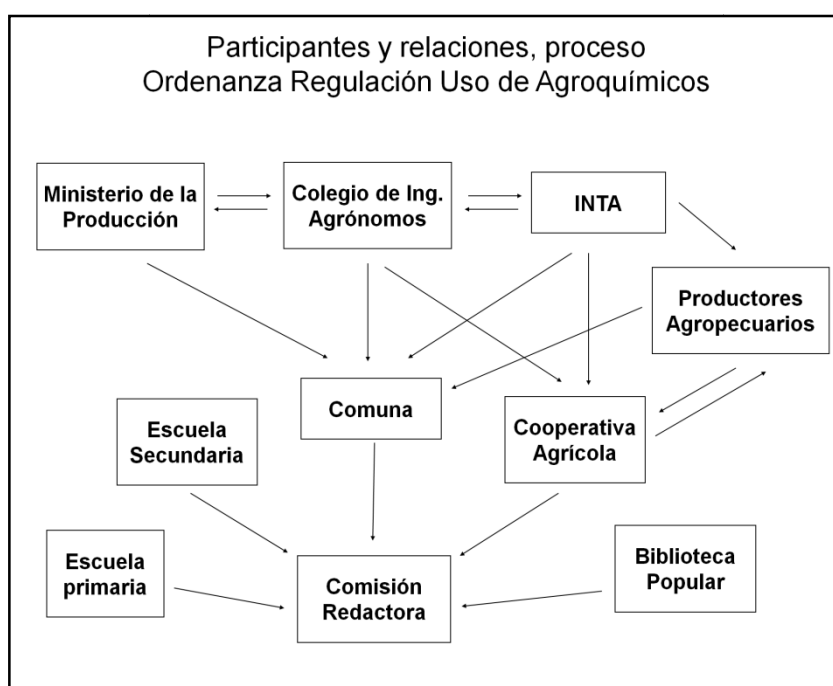 Participantes y relaciones, proceso
Ordenanza Regulación Uso de Agroquímicos
Ministerio de la
Producción
Colegio de Ing.
Agrónomos
INTA
Productores
Agropecuarios
Comuna
Cooperativa
Agrícola
Escuela
Secundaria
Escuela
primaria
Comisión
Redactora
Biblioteca
Popular